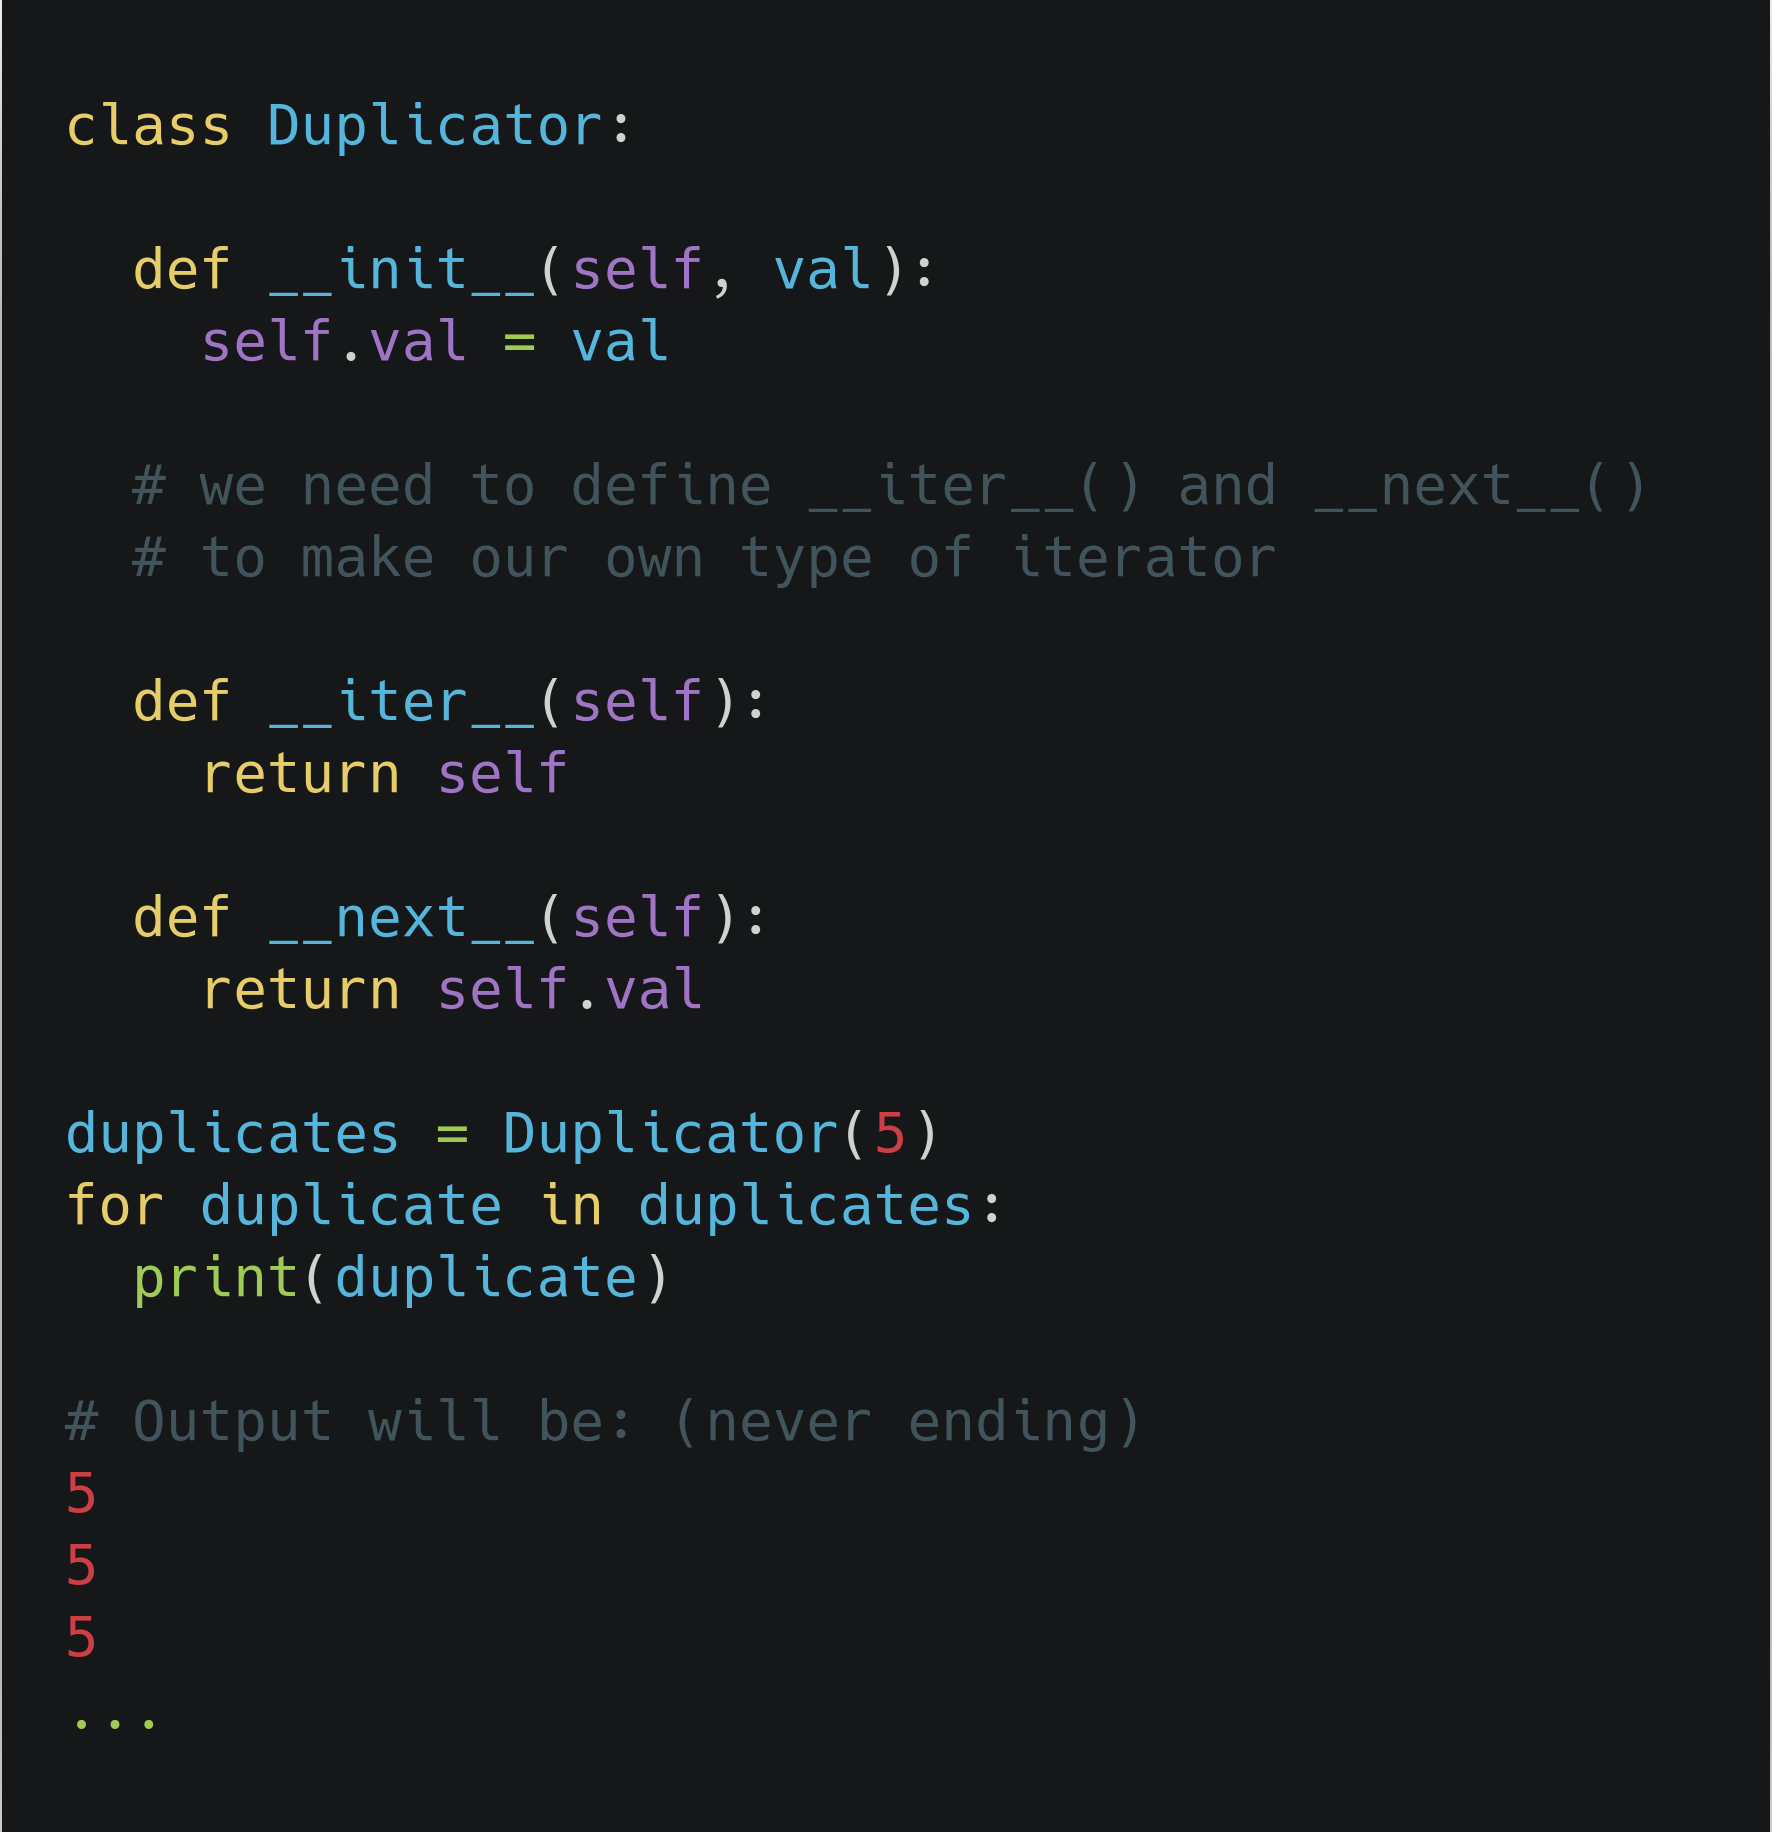 class Duplicator:
def __init__(self, val):
self.val = val
# we need to define __iter__() and __next__()
# to make our own type of iterator
def __iter__(self):
return self
def __next__(self):
return self.val
duplicates = Duplicator(5)
for duplicate in duplicates:
print(duplicate)
# Output will be: (never ending)
5
5
5
...